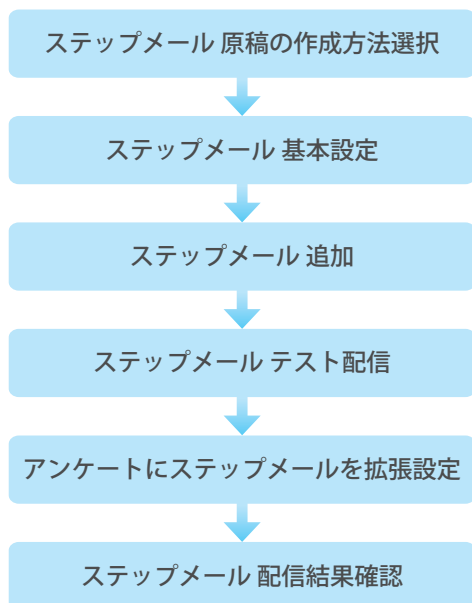 ステップメール 原稿の作成方法選択
ステップメール 基本設定
ステップメール 追加
ステップメール テスト配信
アンケートにステップメールを拡張設定
ステップメール 配信結果確認